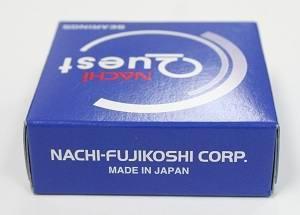 BEARINGS
NACHi
Quest
NACHI-FUJIKOSHI CORP.
MADE IN JAPAN